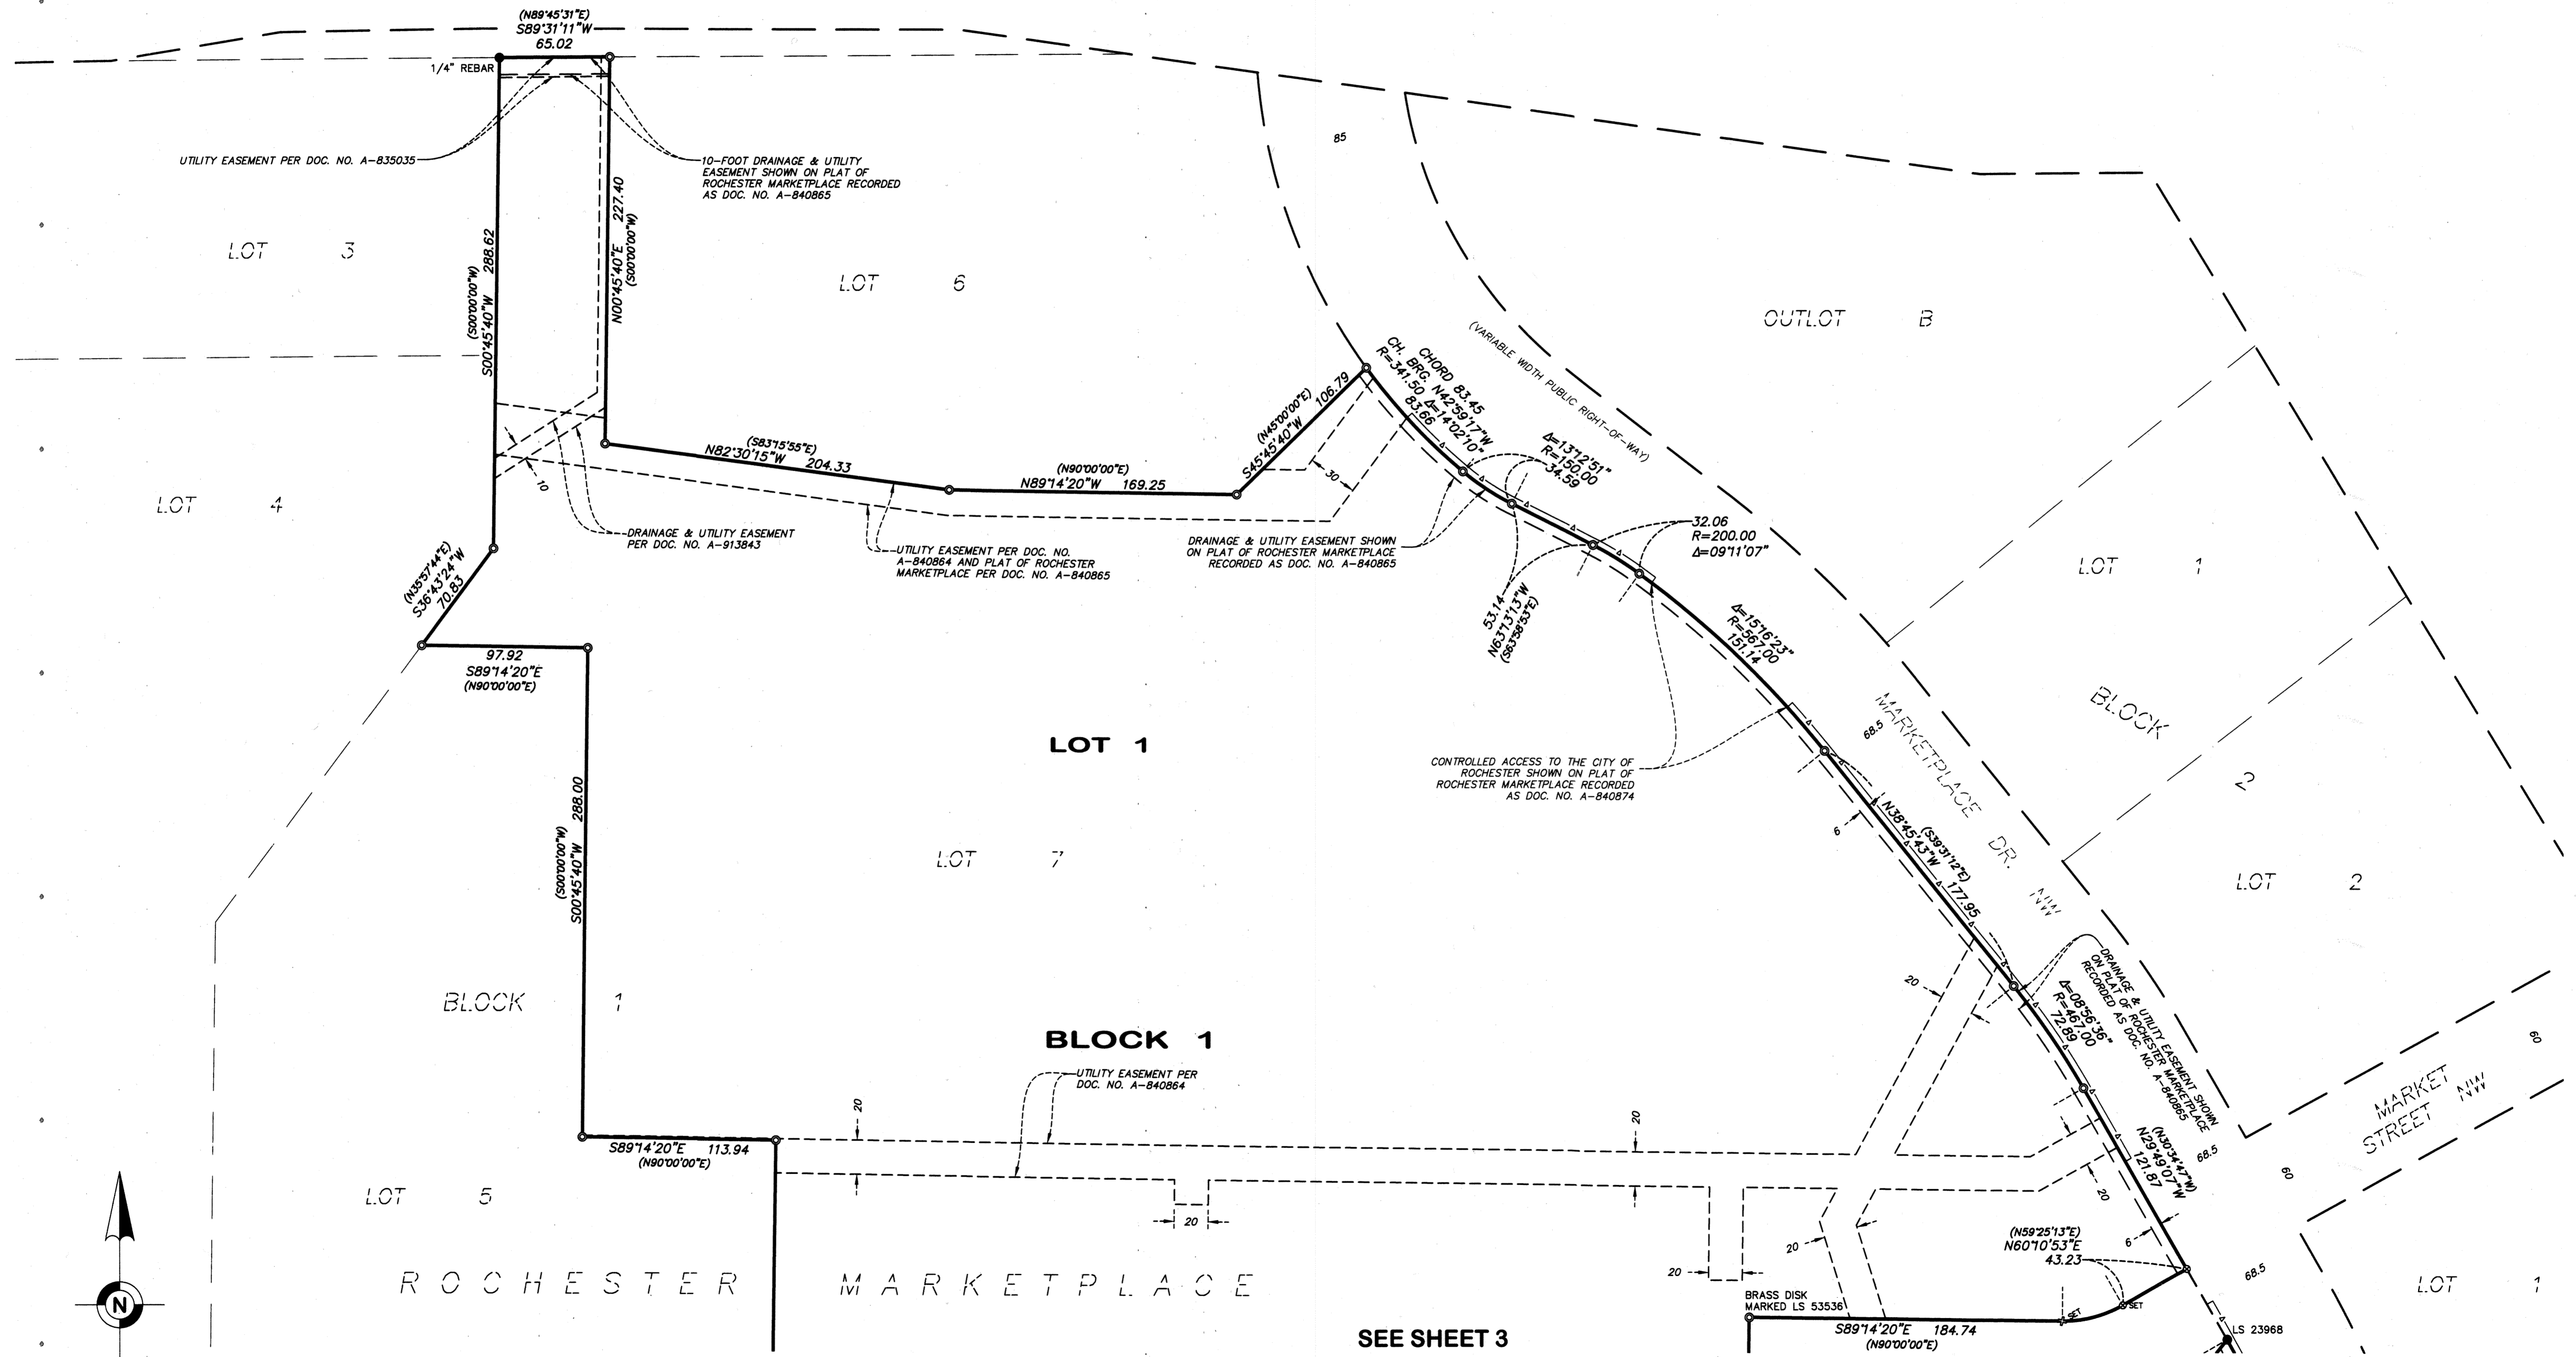 (N89°45'31"E)
S89°31'11"W
65.02
1/4" REBAR
UTILITY EASEMENT PER DOC. NO. A-835035
10-FOOT DRAINAGE & UTILITY
EASEMENT SHOWN ON PLAT OF
ROCHESTER MARKETPLACE RECORDED
AS DOC. NO. A-840865
85
LOT 3
(S00°00'00"W)
S00°45'40"W 288.62
N00°45'40"E 227.40
(S00°00'00"W)
LOT 6
OUTLOT B
(VARIABLE WIDTH PUBLIC RIGHT-OF-WAY)
CHORD 83.45
CH. BRG. N42°59'17"W
R=341.50 Δ=14°02'10"
83.66
Δ=13°12'51"
R=150.00
34.59
(N45°00'00"E)
S45°45'40"W 106.79
30
(S83°15'55"E)
N82°30'15"W 204.33
(N90°00'00"E)
N89°14'20"W 169.25
10
LOT 4
DRAINAGE & UTILITY EASEMENT
PER DOC. NO. A-913843
UTILITY EASEMENT PER DOC. NO.
A-840864 AND PLAT OF ROCHESTER
MARKETPLACE PER DOC. NO. A-840865
DRAINAGE & UTILITY EASEMENT SHOWN
ON PLAT OF ROCHESTER MARKETPLACE
RECORDED AS DOC. NO. A-840865
32.06
R=200.00
Δ=09°11'07"
53.14
N63°13'13"W
(S63°58'53"E)
(N35°57'44"E)
S36°43'24"W
70.83
97.92
S89°14'20"E
(N90°00'00"E)
Δ=15°16'23"
R=567.00
151.14
LOT 1
BLOCK
2
LOT 1
68.5
MARKETPLACE DR. NW
CONTROLLED ACCESS TO THE CITY OF
ROCHESTER SHOWN ON PLAT OF
ROCHESTER MARKETPLACE RECORDED
AS DOC. NO. A-840874
(S00°00'00"W)
S00°45'40"W 288.00
LOT 7
6
(S39°31'12"E)
N38°45'43"W 177.95
LOT 2
BLOCK 1
BLOCK 1
20
DRAINAGE & UTILITY EASEMENT SHOWN
ON PLAT OF ROCHESTER MARKETPLACE
RECORDED AS DOC. NO. A-840865
Δ=08°56'36"
R=467.00
72.89
60
MARKET
STREET NW
UTILITY EASEMENT PER
DOC. NO. A-840864
20
20
S89°14'20"E 113.94
(N90°00'00"E)
(N30°34'47"W)
N29°49'07"W
121.87
68.5
60
20
LOT 5
20
20
20
6
(N59°25'13"E)
N60°10'53"E
43.23
68.5
ROCHESTER MARKETPLACE
LOT 1
N
BRASS DISK
MARKED LS 53536
SET
SET
S89°14'20"E 184.74
(N90°00'00"E)
LS 23968
SEE SHEET 3